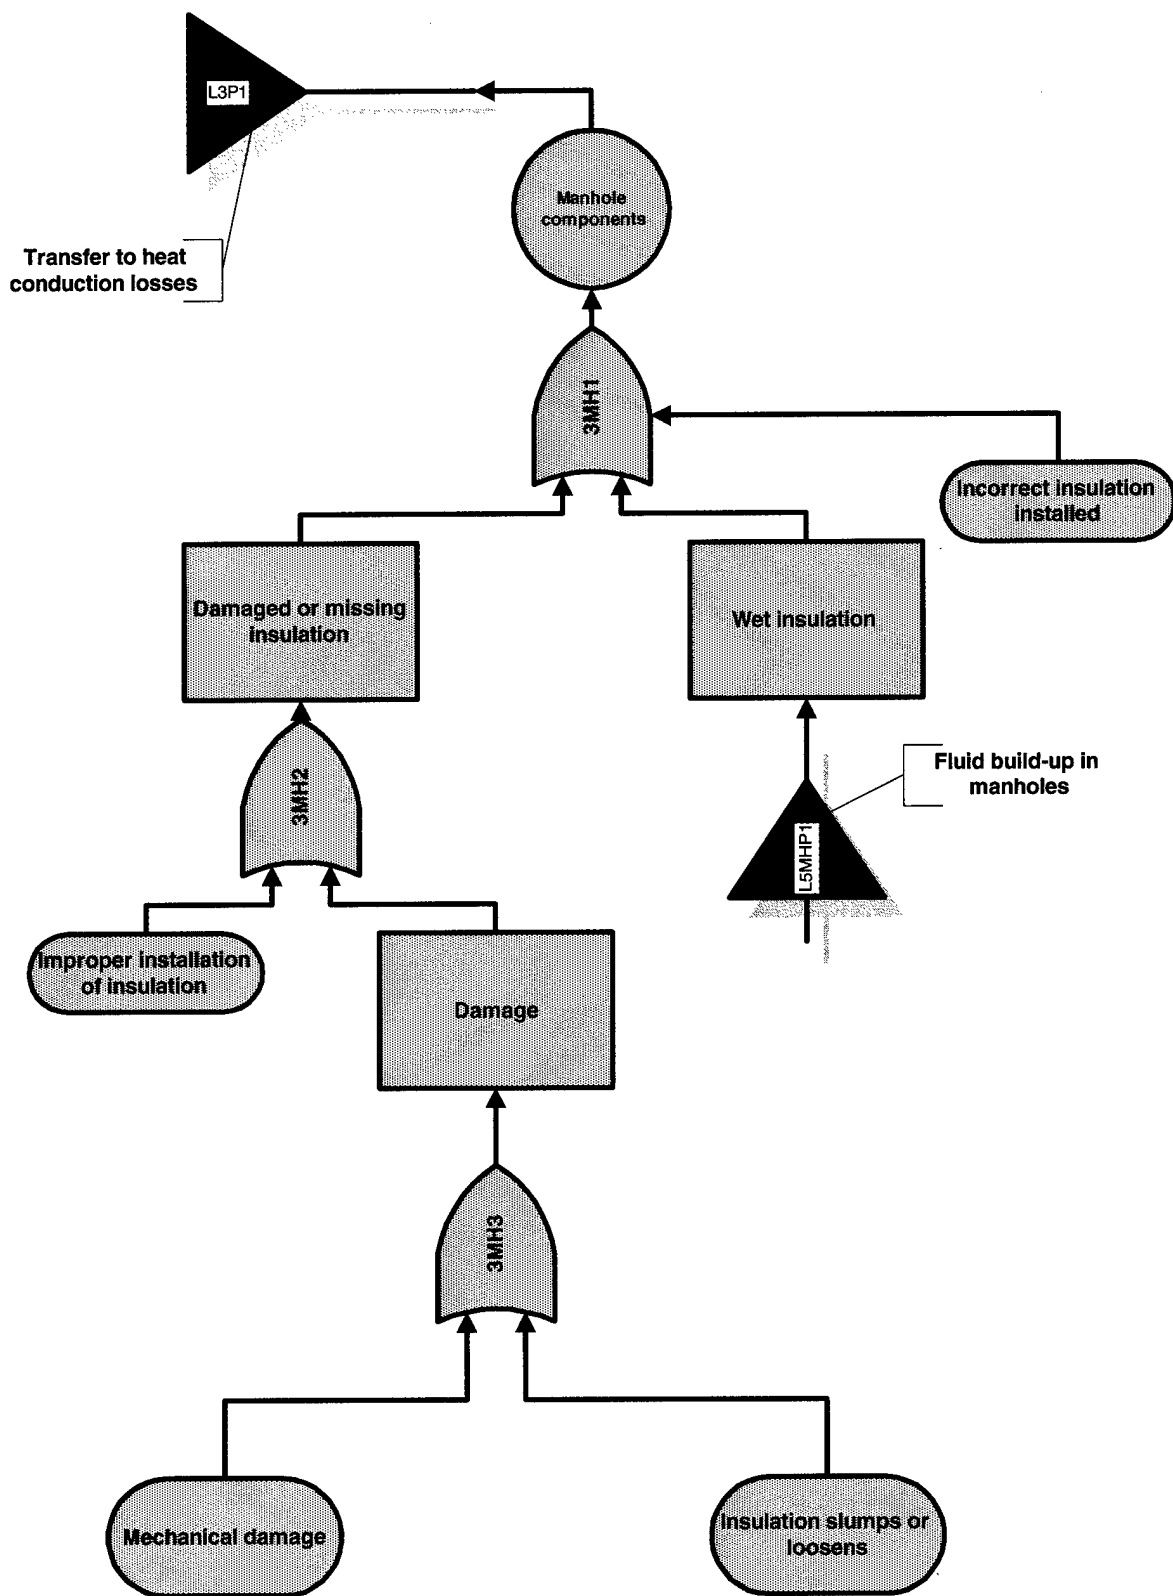 L3P1
Manhole
components
Transfer to heat
conduction losses
3MH1
Incorrect insulation
installed
Damaged or missing
insulation
Wet insulation
3MH2
Fluid build-up in
manholes
L5MHP1
Improper installation
of insulation
Damage
3MH3
Mechanical damage
Insulation slumps or
loosens